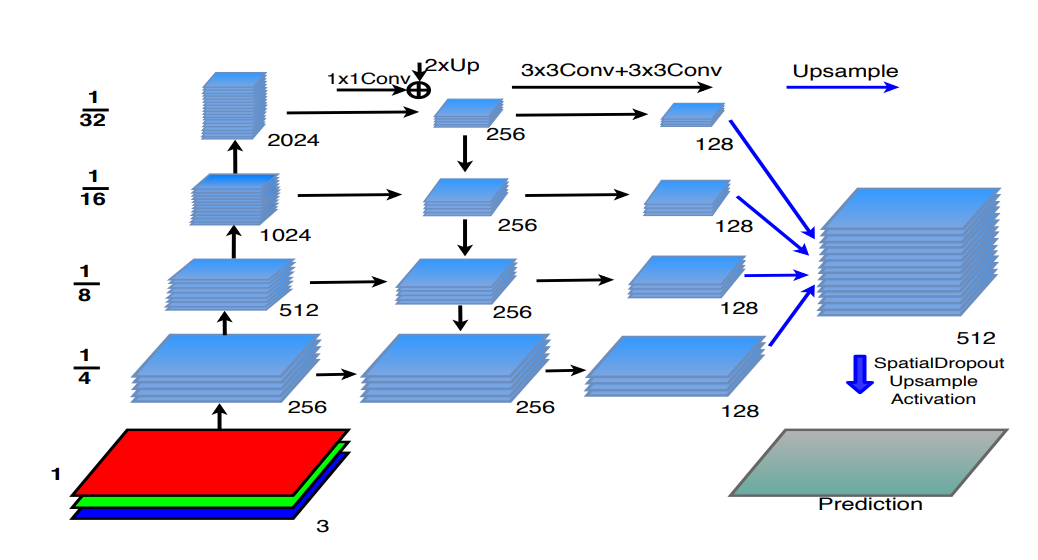 1x1Conv
2xUp
3x3Conv+3x3Conv
Upsample
1
32
2024
256
128
1
16
1024
256
128
1
8
512
256
128
512
1
4
256
256
128
SpatialDropout
Upsample
Activation
1
3
Prediction